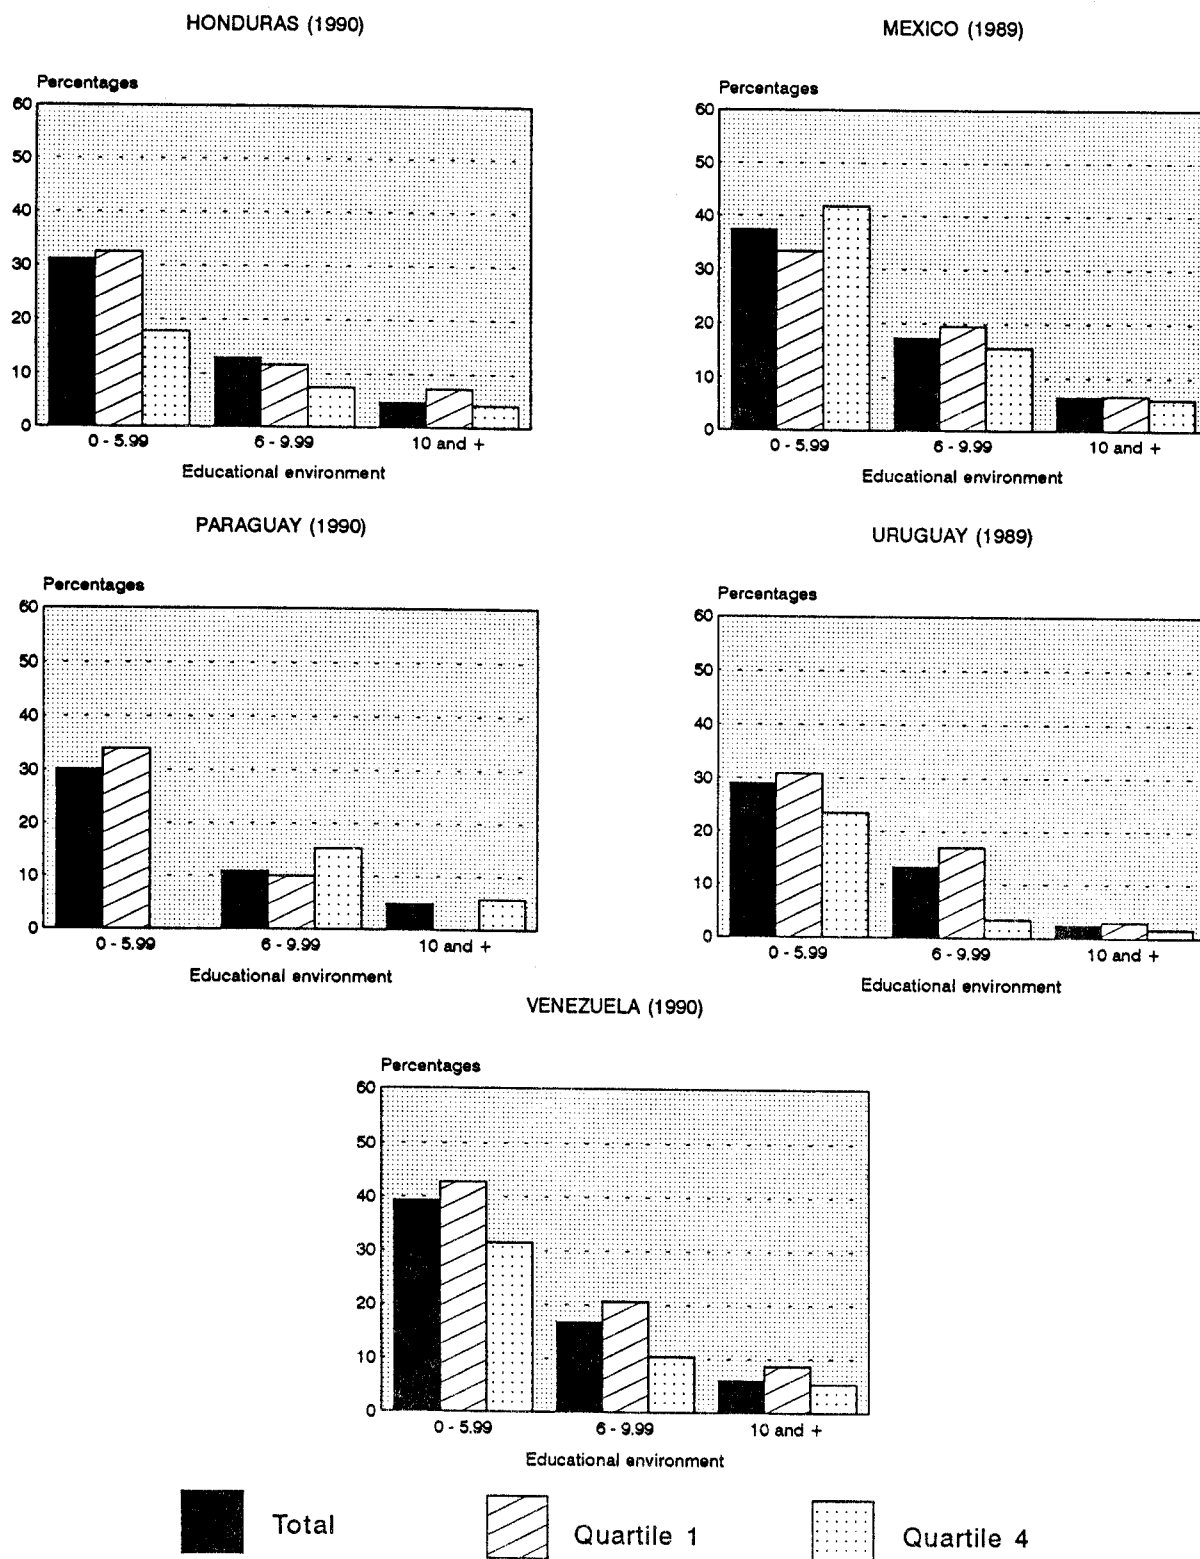 HONDURAS (1990)
Percentages
60
50
40
30
20
10
0
0 - 5.99 6 - 9.99 10 and +
Educational environment
MEXICO (1989)
Percentages
60
50
40
30
20
10
0
0 - 5.99 6 - 9.99 10 and +
Educational environment
PARAGUAY (1990)
Percentages
60
50
40
30
20
10
0
0 - 5.99 6 - 9.99 10 and +
Educational environment
URUGUAY (1989)
Percentages
60
50
40
30
20
10
0
0 - 5.99 6 - 9.99 10 and +
Educational environment
VENEZUELA (1990)
Percentages
60
50
40
30
20
10
0
0 - 5.99 6 - 9.99 10 and +
Educational environment
Total Quartile 1 Quartile 4